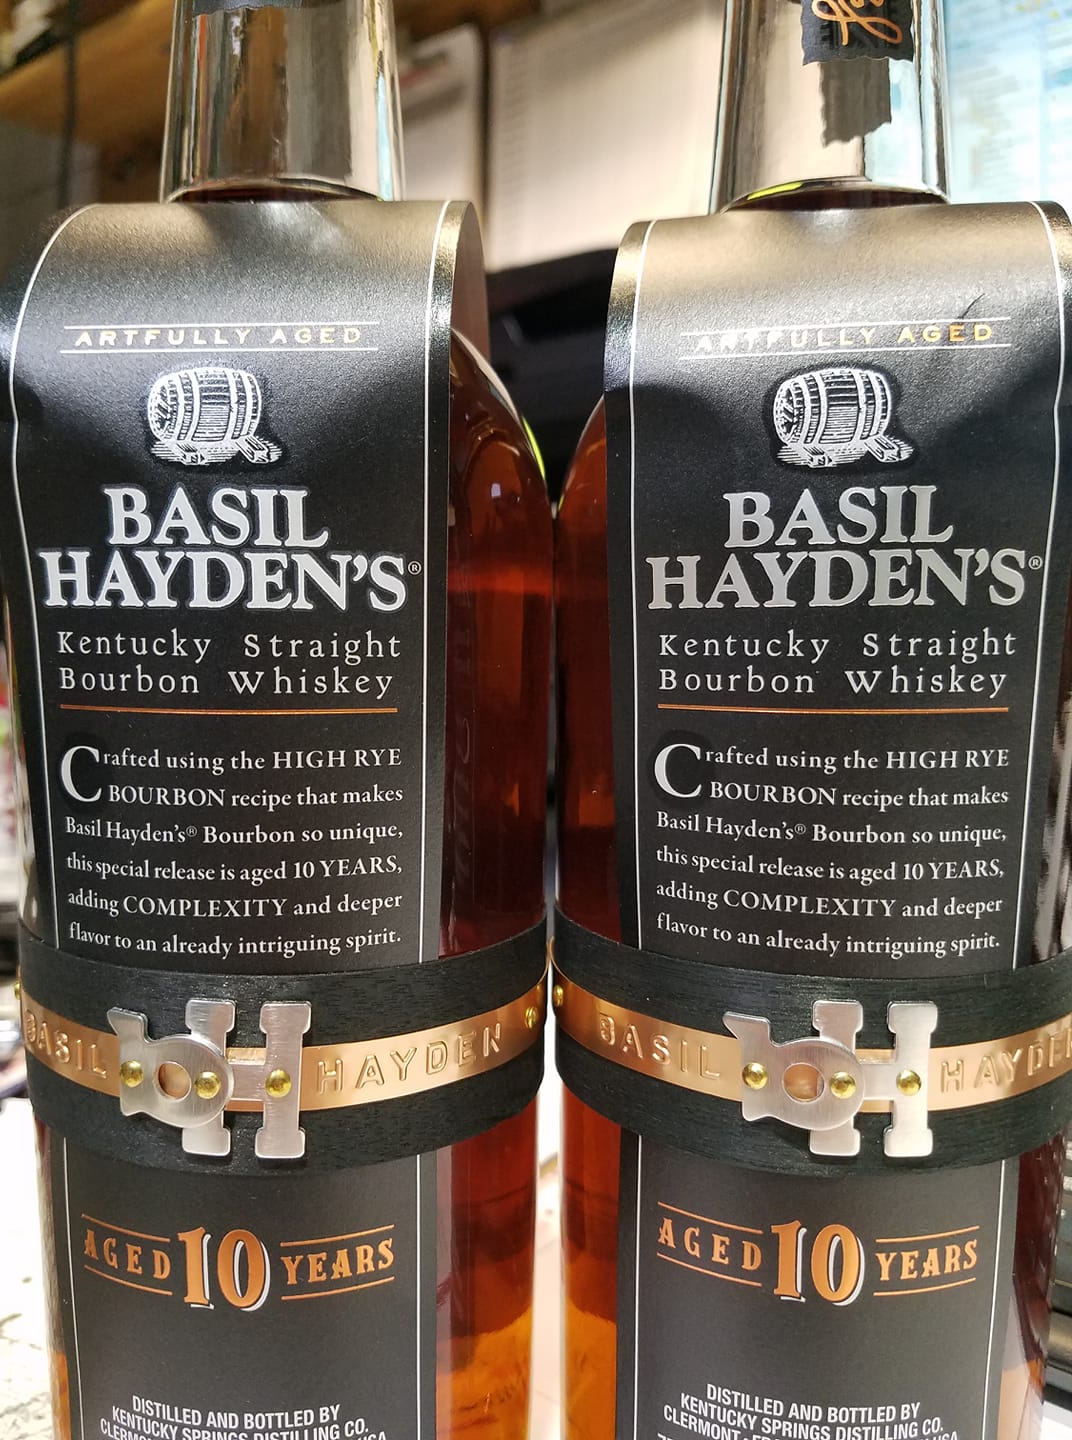 ARTFULLY AGED
BASIL
HAYDEN'S®
Kentucky Straight
Bourbon Whiskey
Crafted using the HIGH RYE
BOURBON recipe that makes
Basil Hayden's® Bourbon so unique,
this special release is aged 10 YEARS,
adding COMPLEXITY and deeper
flavor to an already intriguing spirit.
BASIL BH HAYDEN
AGED 10 YEARS
DISTILLED AND BOTTLED BY
KENTUCKY SPRINGS DISTILLING CO.
ARTFULLY AGED
BASIL
HAYDEN'S®
Kentucky Straight
Bourbon Whiskey
Crafted using the HIGH RYE
BOURBON recipe that makes
Basil Hayden's® Bourbon so unique,
this special release is aged 10 YEARS,
adding COMPLEXITY and deeper
flavor to an already intriguing spirit.
BASIL BH HAYDE
AGED 10 YEARS
DISTILLED AND BOTTLED BY
KENTUCKY SPRINGS DISTILLING CO.
CLERMONT